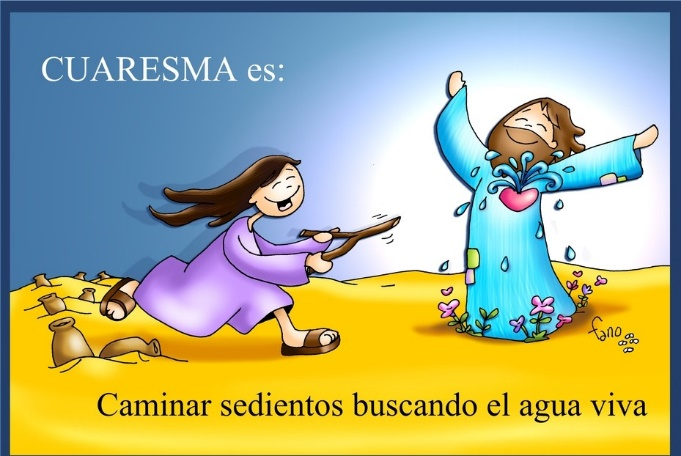 CUARESMA es:
fano
Caminar sedientos buscando el agua viva